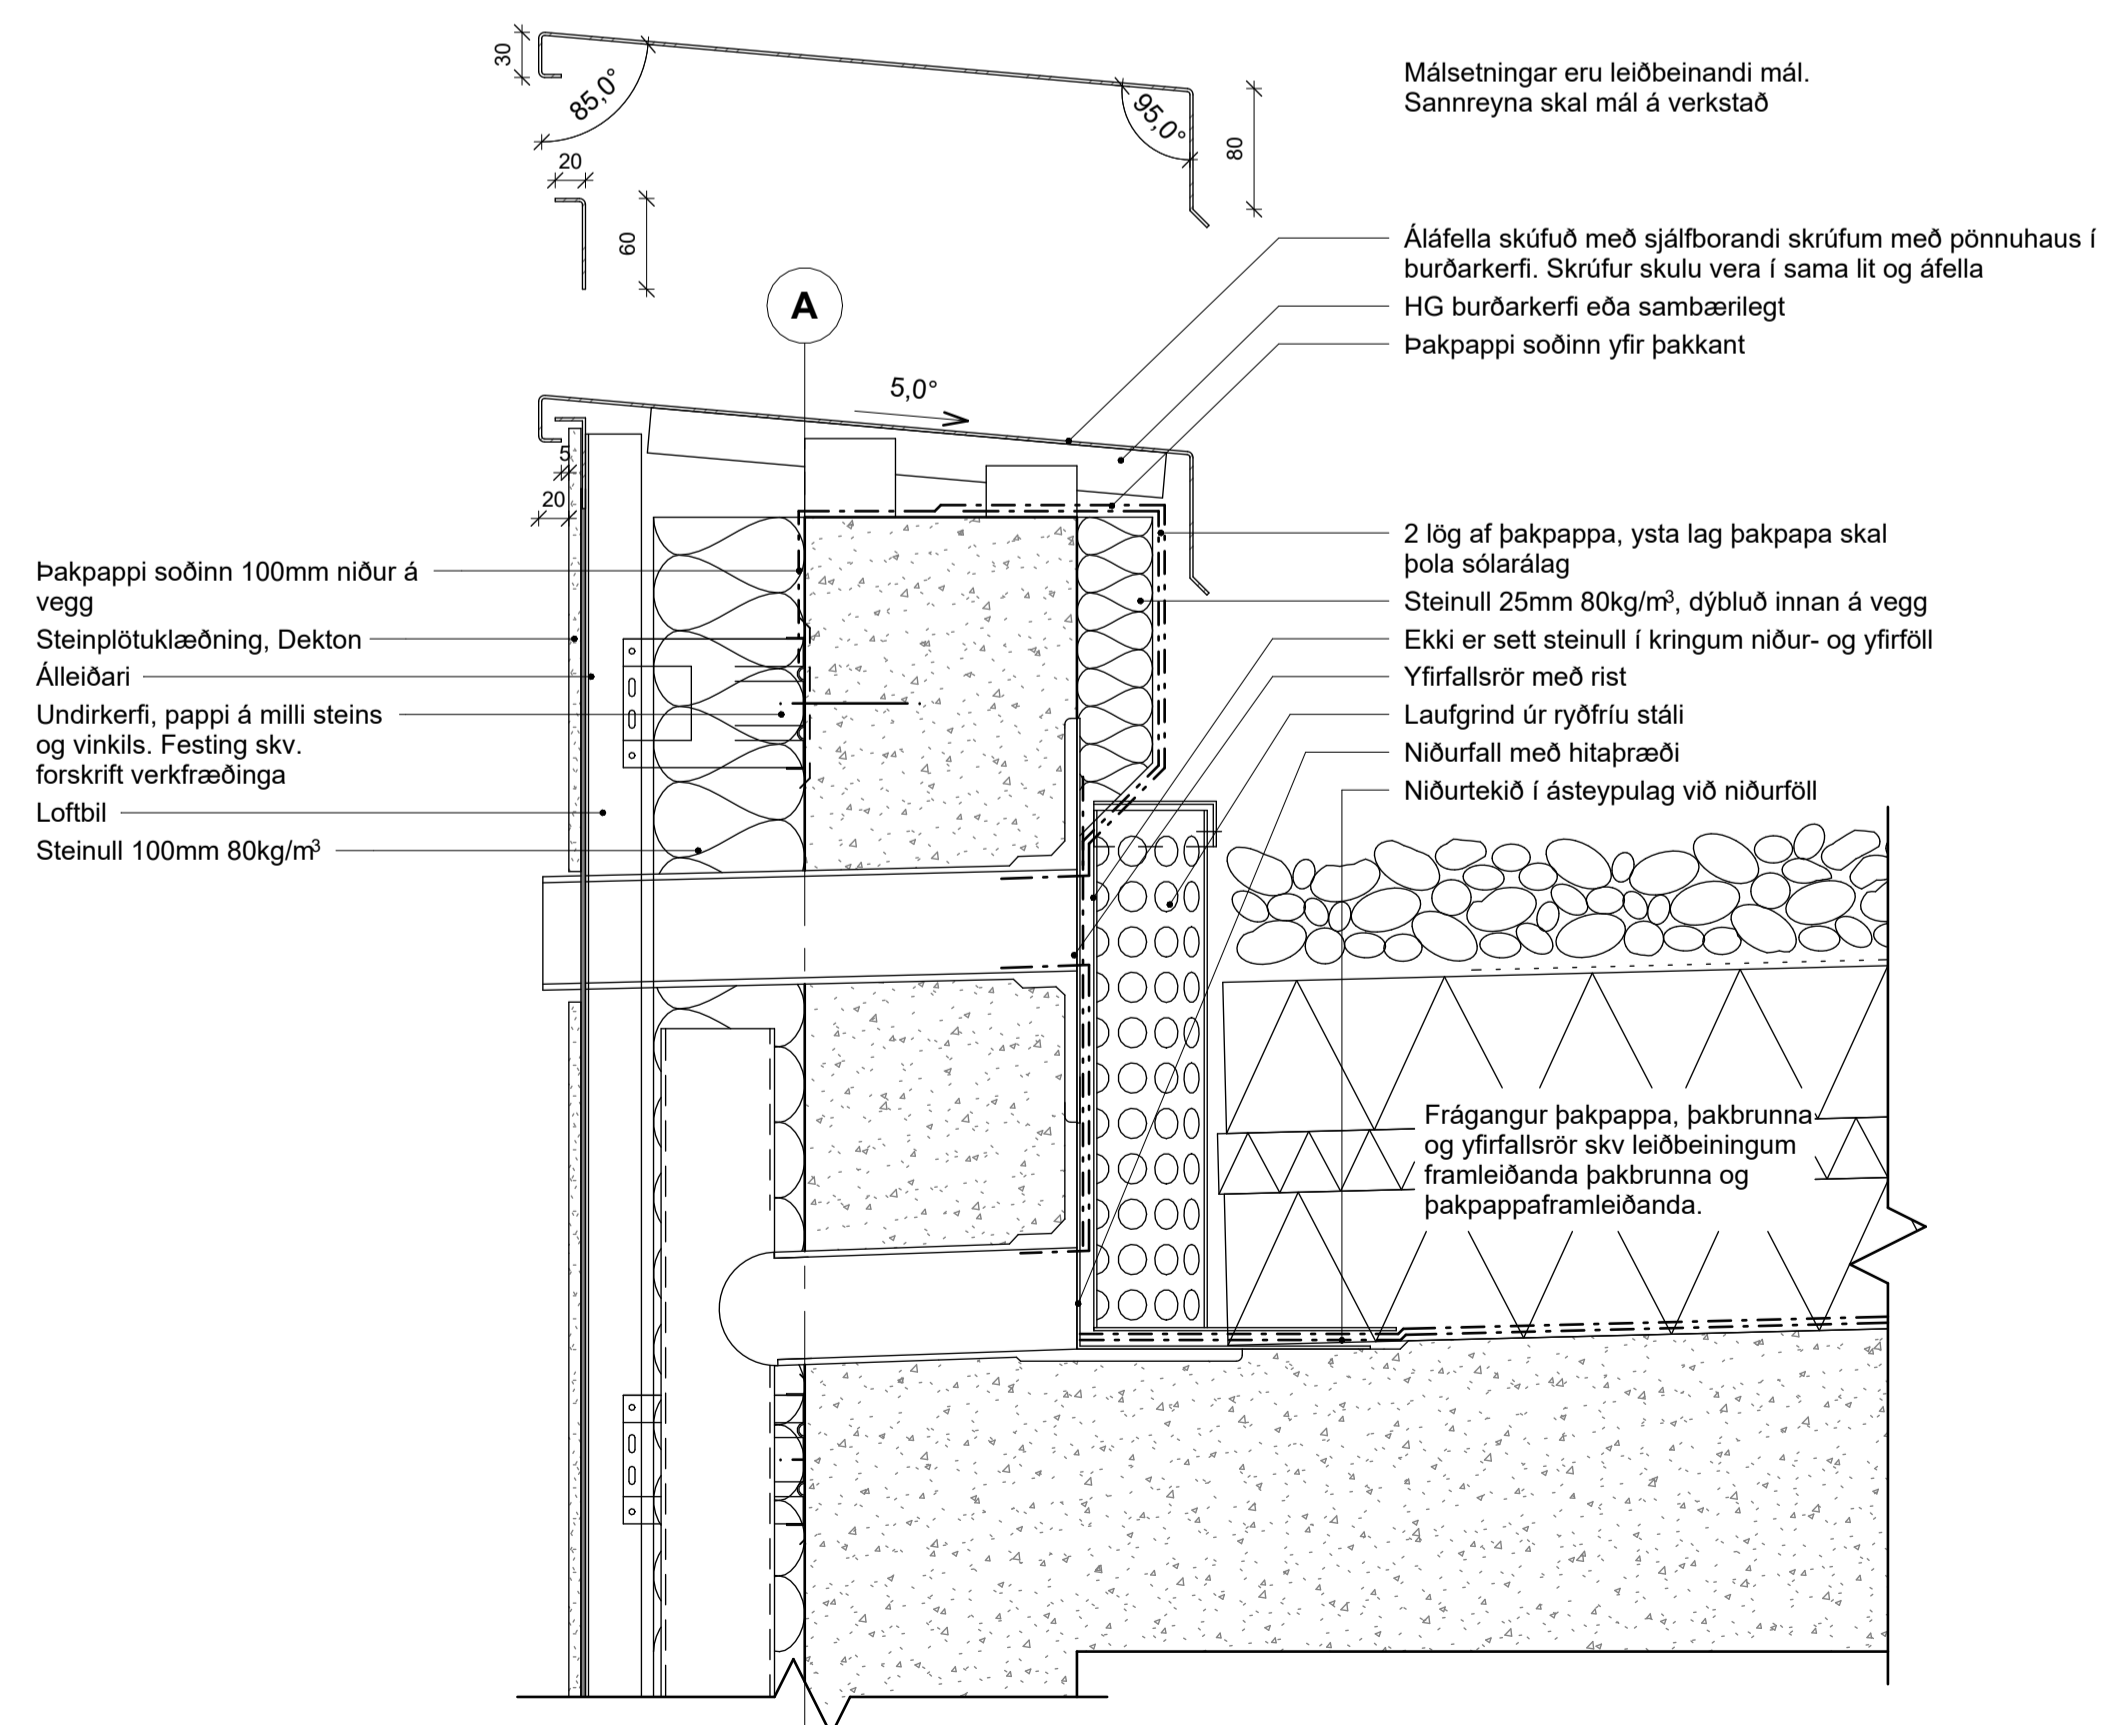 30
85,0°
95,0°
80
20
60
Málsetningar eru leiðbeinandi mál.
Sannreyna skal mál á verkstað
Áláfella skúfuð með sjálfborandi skrúfum með pönnuhaus í
burðarkerfi. Skrúfur skulu vera í sama lit og áfella
HG burðarkerfi eða sambærilegt
Þakpappi soðinn yfir þakkant
A
5,0°
5
20
2 lög af þakpappa, ysta lag þakpapa skal
þola sólarálag
Steinull 25mm 80kg/m³, dýbluð innan á vegg
Ekki er sett steinull í kringum niður- og yfirföll
Yfirfallsrör með rist
Laufgrind úr ryðfríu stáli
Niðurfall með hitaþræði
Niðurtekið í ásteypulag við niðurföll
Þakpappi soðinn 100mm niður á
vegg
Steinplötuklæðning, Dekton
Álleiðari
Undirkerfi, pappi á milli steins
og vinkils. Festing skv.
forskrift verkfræðinga
Loftbil
Steinull 100mm 80kg/m³
Frágangur þakpappa, þakbrunna
og yfirfallsrör skv leiðbeiningum
framleiðanda þakbrunna og
þakpappaframleiðanda.